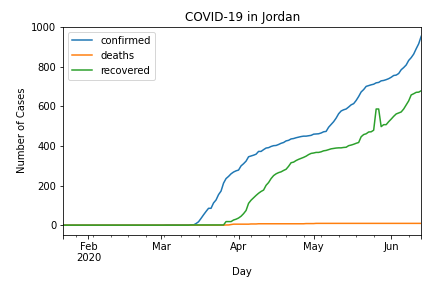 COVID-19 in Jordan
confirmed
deaths
recovered
Number of Cases
1000
800
600
400
200
0
Feb
2020
Mar
Apr
May
Jun
Day